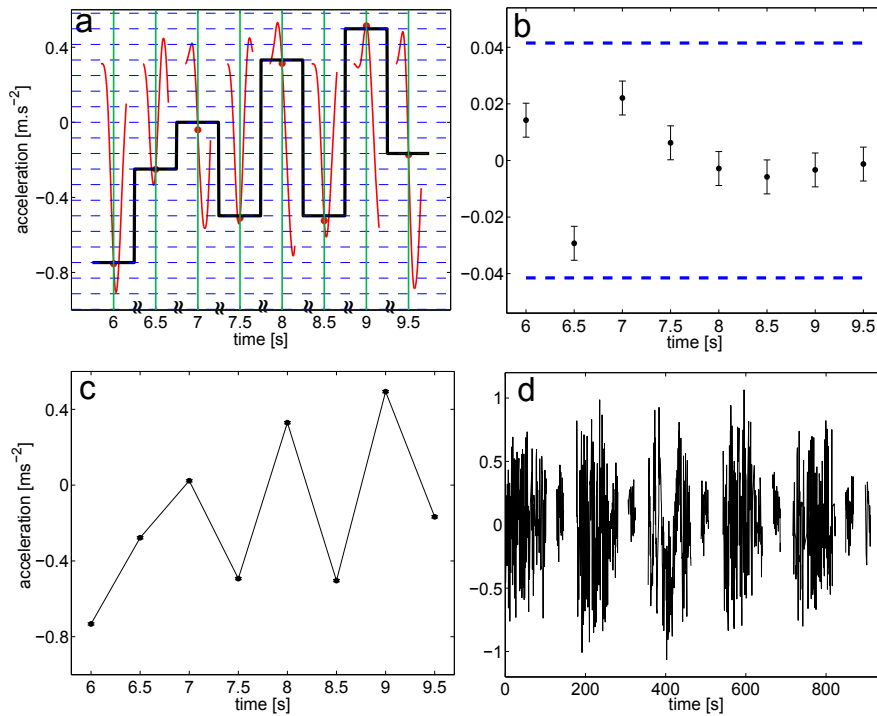 a
0.4
0
−0.4
−0.8
acceleration [m.s⁻²]
6 6.5 7 7.5 8 8.5 9 9.5
time [s]
b
0.04
0.02
0
−0.02
−0.04
6 6.5 7 7.5 8 8.5 9 9.5
time [s]
c
0.4
0
−0.4
−0.8
acceleration [ms⁻²]
6 6.5 7 7.5 8 8.5 9 9.5
time [s]
d
1
0.5
0
−0.5
−1
0 200 400 600 800
time [s]